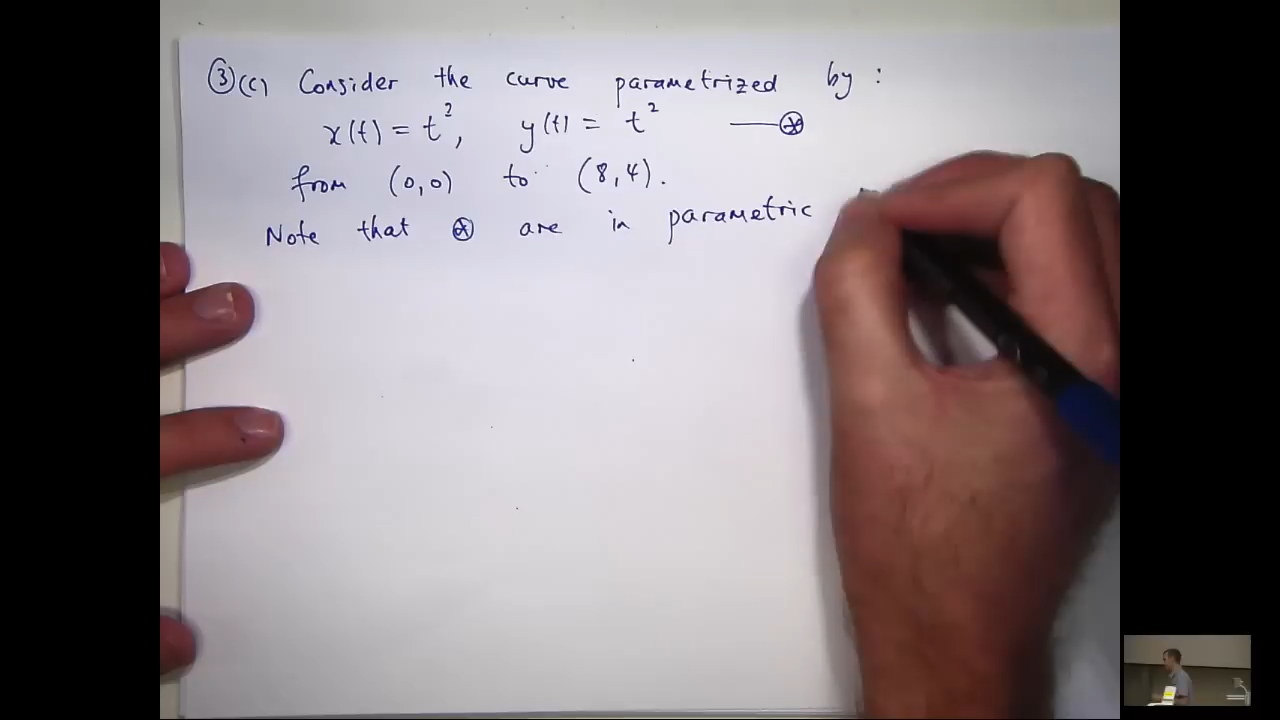 ③(c) Consider the curve parametrized by :
x(t) = t², y(t) = t² —⊛
from (0,0) to (8,4).
Note that ⊛ are in parametric